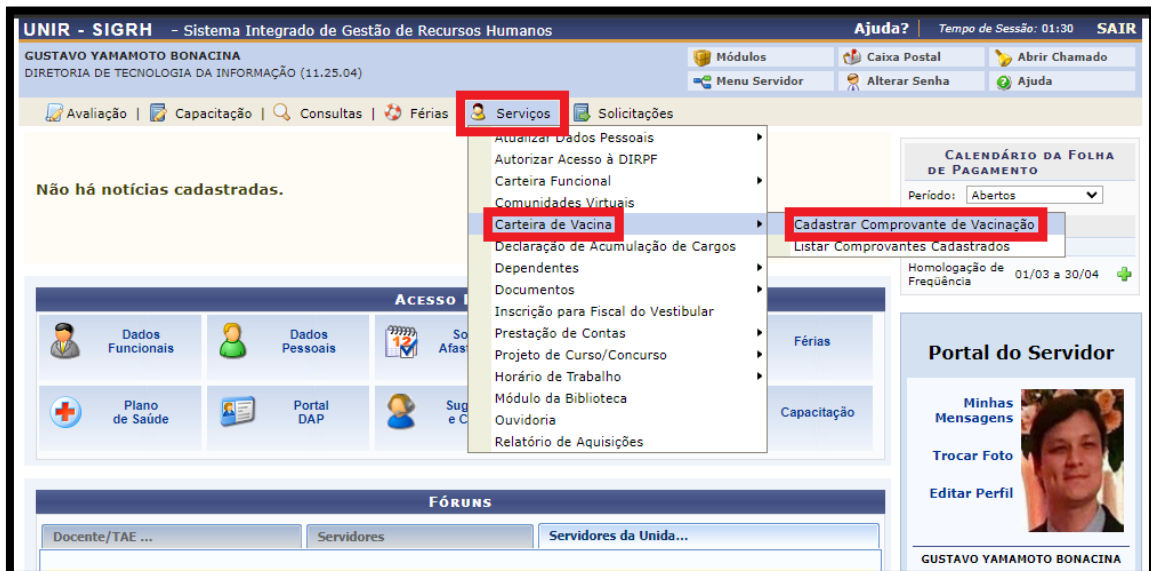 UNIR - SIGRH - Sistema Integrado de Gestão de Recursos Humanos
Ajuda? | Tempo de Sessão: 01:30 SAIR
GUSTAVO YAMAMOTO BONACINA
DIRETORIA DE TECNOLOGIA DA INFORMAÇÃO (11.25.04)
Módulos
Caixa Postal
Abrir Chamado
Menu Servidor
Alterar Senha
Ajuda
Avaliação | Capacitação | Consultas | Férias Serviços Solicitações
Não há notícias cadastradas.
Atualizar Dados Pessoais
Autorizar Acesso à DIRPF
Carteira Funcional
Comunidades Virtuais
Carteira de Vacina
Declaração de Acumulação de Cargos
Dependentes
Documentos
Inscrição para Fiscal do Vestibular
Prestação de Contas
Projeto de Curso/Concurso
Horário de Trabalho
Módulo da Biblioteca
Ouvidoria
Relatório de Aquisições
Cadastrar Comprovante de Vacinação
Listar Comprovantes Cadastrados
CALENDÁRIO DA FOLHA
DE PAGAMENTO
Período: Abertos
Homologação de
Freqüência
01/03 a 30/04
ACESSO
Dados
Funcionais
Dados
Pessoais
12
So
Afast
Férias
Plano
de Saúde
Portal
DAP
Sug
e C
Capacitação
Portal do Servidor
Minhas
Mensagens
Trocar Foto
Editar Perfil
GUSTAVO YAMAMOTO BONACINA
FÓRUNS
Docente/TAE ...
Servidores
Servidores da Unida...